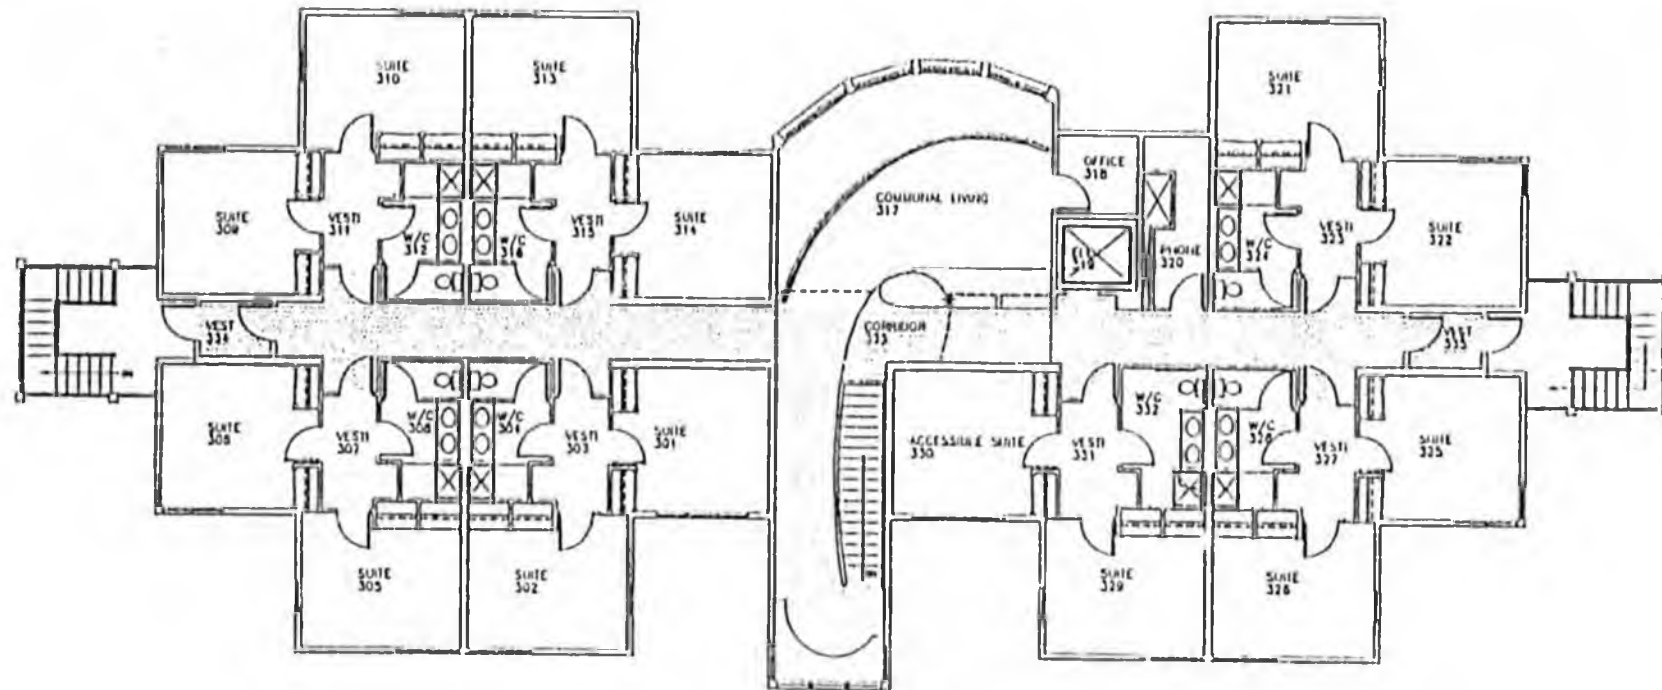 SUITE
310
SUITE
313
SUITE
321
OFFICE
318
COMMUNAL LIVING
317
SUITE
309
VESTI
311
W/C
312
W/C
316
VESTI
315
SUITE
314
PHONE
320
W/C
324
VESTI
323
SUITE
322
319
VEST
334
CORRIDOR
335
VEST
333
SUITE
308
VESTI
307
W/C
W/C
VESTI
303
SUITE
301
ACCESSIBLE SUITE
330
VESTI
331
W/C
332
W/C
328
VESTI
327
SUITE
325
SUITE
305
SUITE
302
SUITE
329
SUITE
326